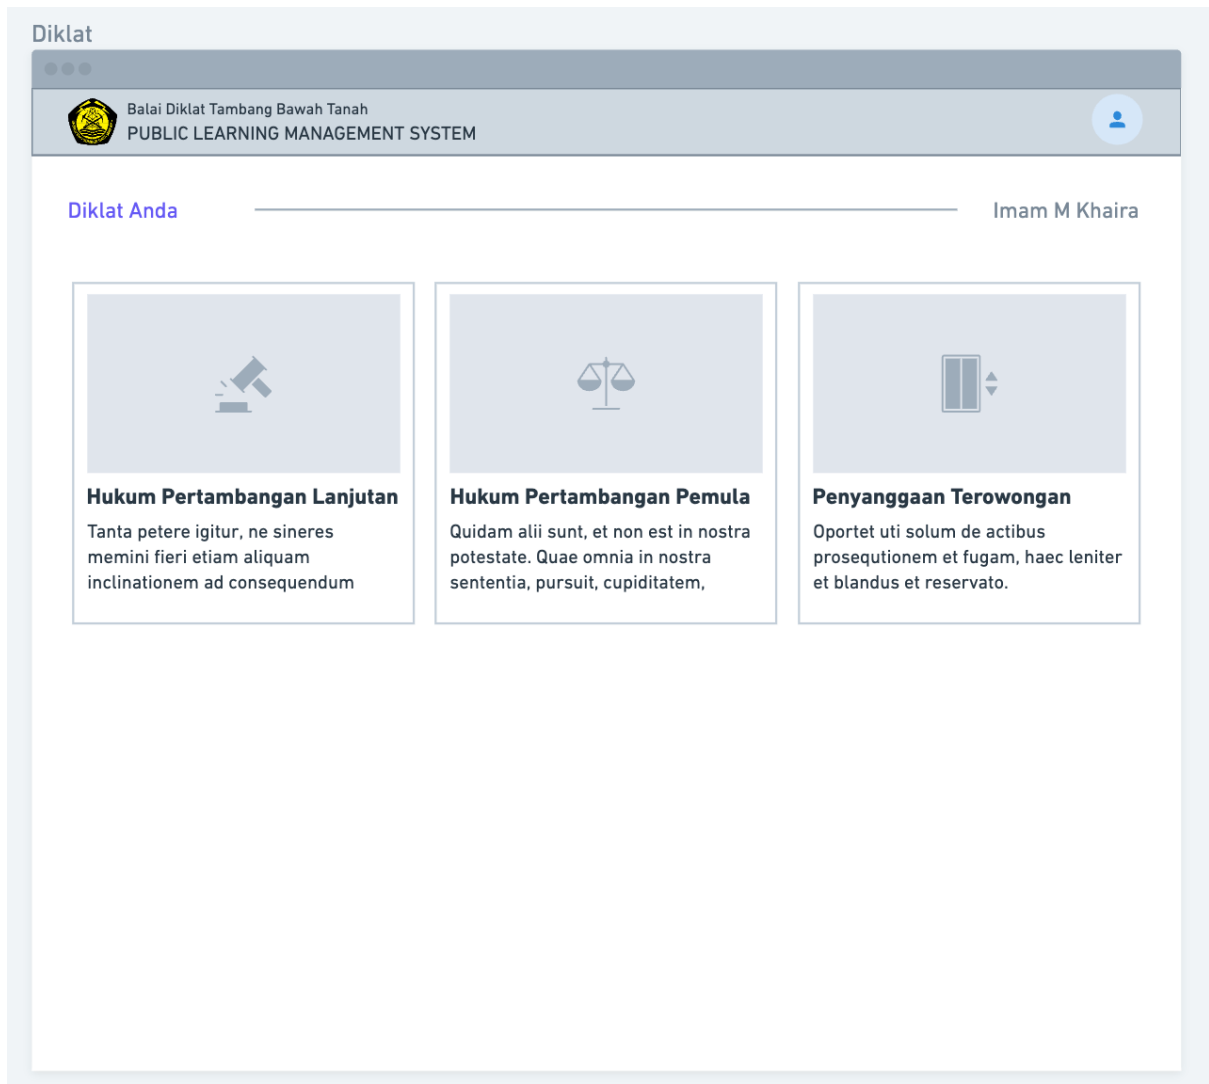 Diklat
Balai Diklat Tambang Bawah Tanah
PUBLIC LEARNING MANAGEMENT SYSTEM
Diklat Anda
Imam M Khaira
Hukum Pertambangan Lanjutan
Tanta petere igitur, ne sineres
memini fieri etiam aliquam
inclinationem ad consequendum
Hukum Pertambangan Pemula
Quidam alii sunt, et non est in nostra
potestate. Quae omnia in nostra
sententia, pursuit, cupiditatem,
Penyanggaan Terowongan
Oportet uti solum de actibus
prosequtionem et fugam, haec leniter
et blandus et reservato.